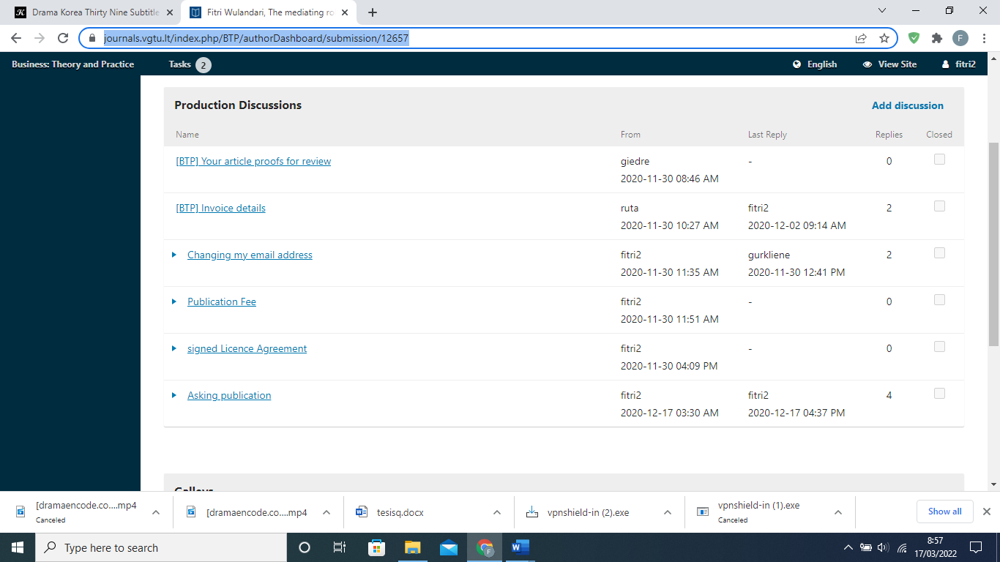 Drama Korea Thirty Nine Subtitle
Fitri Wulandari, The mediating ro
journals.vgtu.lt/index.php/BTP/authorDashboard/submission/12657
F
Business: Theory and Practice
Tasks 2
English
View Site
fitri2
Production Discussions
Add discussion
Name From Last Reply Replies Closed
[BTP] Your article proofs for review giedre - 0
2020-11-30 08:46 AM
[BTP] Invoice details ruta fitri2 2
2020-11-30 10:27 AM 2020-12-02 09:14 AM
Changing my email address fitri2 gurkliene 2
2020-11-30 11:35 AM 2020-11-30 12:41 PM
Publication Fee fitri2 - 0
2020-11-30 11:51 AM
signed Licence Agreement fitri2 - 0
2020-11-30 04:09 PM
Asking publication fitri2 fitri2 4
2020-12-17 03:30 AM 2020-12-17 04:37 PM
Galleys
[dramaencode.co....mp4
Canceled
[dramaencode.co....mp4
tesisq.docx
vpnshield-in (2).exe
vpnshield-in (1).exe
Canceled
Show all
Type here to search
8:57
17/03/2022